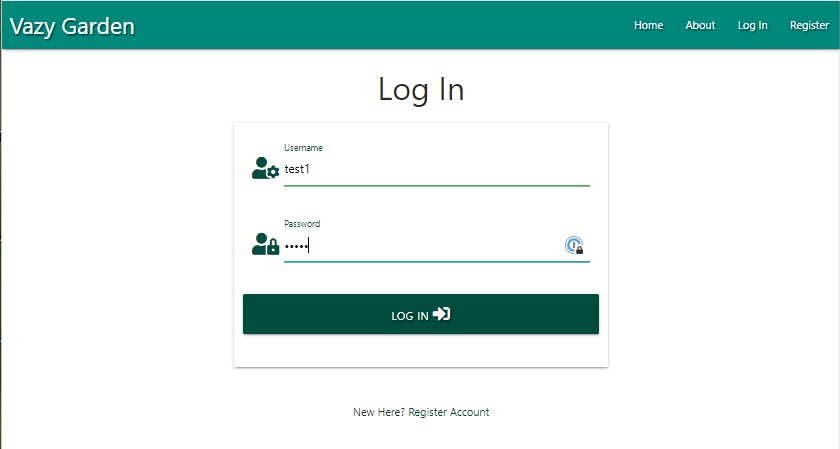 Vazy Garden
Home About Log In Register
Log In
Username
test1
Password
•••••
LOG IN
New Here? Register Account